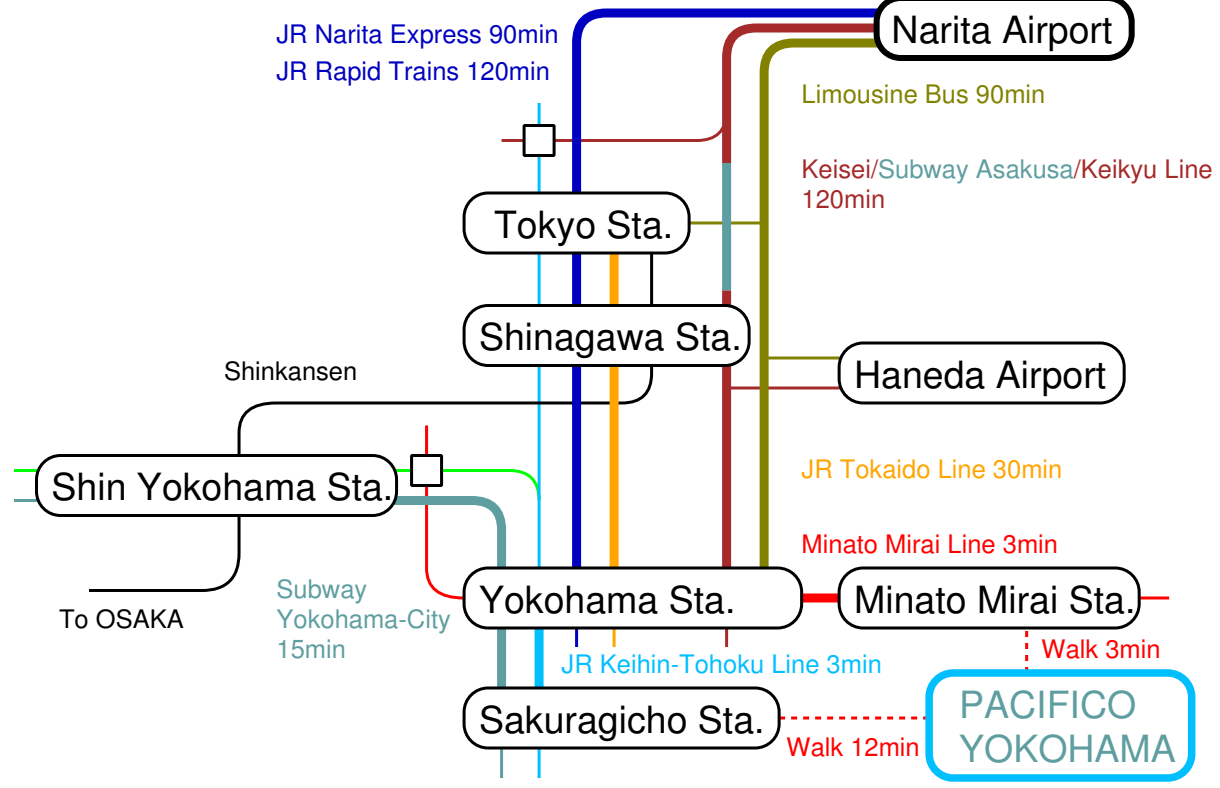 JR Narita Express 90min
JR Rapid Trains 120min
Narita Airport
Limousine Bus 90min
Keisei/Subway Asakusa/Keikyu Line
120min
Tokyo Sta.
Shinagawa Sta.
Shinkansen
Haneda Airport
Shin Yokohama Sta.
JR Tokaido Line 30min
Minato Mirai Line 3min
To OSAKA
Subway
Yokohama-City
15min
Yokohama Sta.
Minato Mirai Sta.
JR Keihin-Tohoku Line 3min
Walk 3min
Sakuragicho Sta.
Walk 12min
PACIFICO
YOKOHAMA